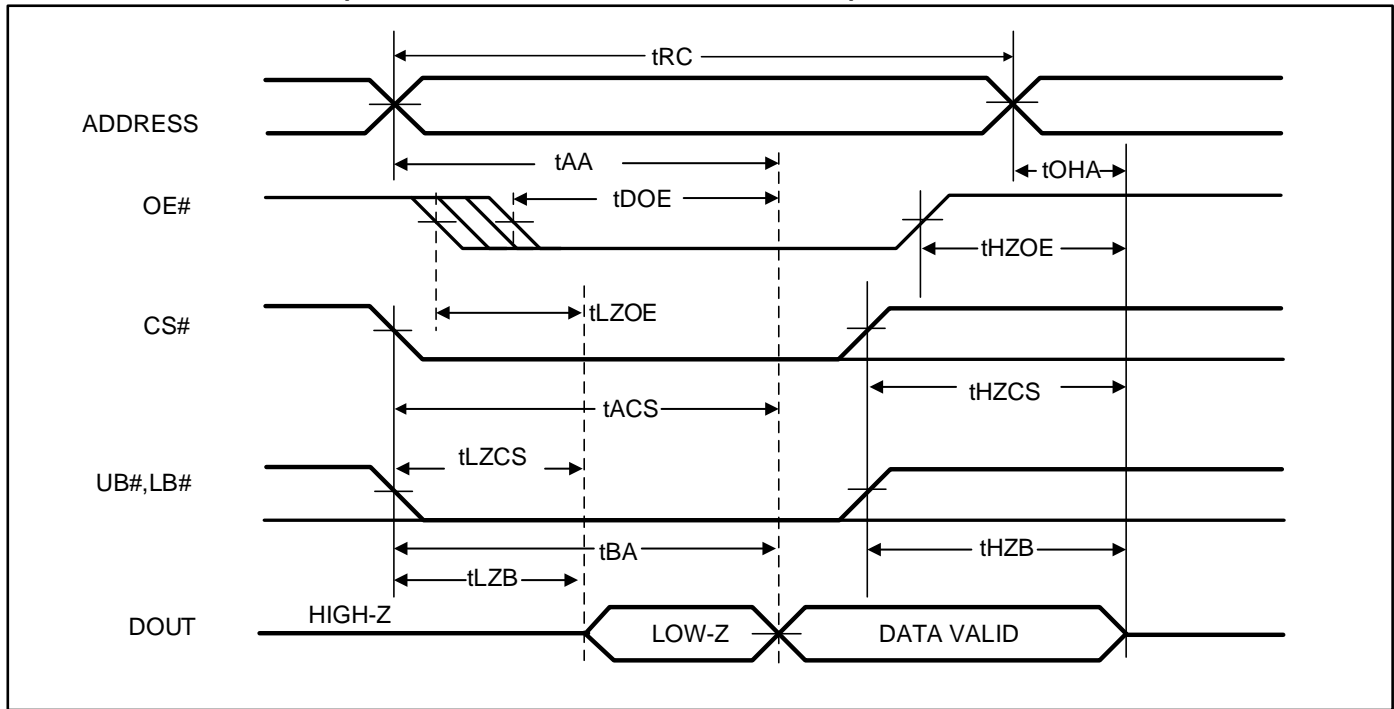 tRC
ADDRESS
tAA
tOHA
OE#
tDOE
tHZOE
tLZOE
CS#
tHZCS
tACS
tLZCS
UB#,LB#
tBA
tHZB
tLZB
HIGH-Z
DOUT
LOW-Z
DATA VALID